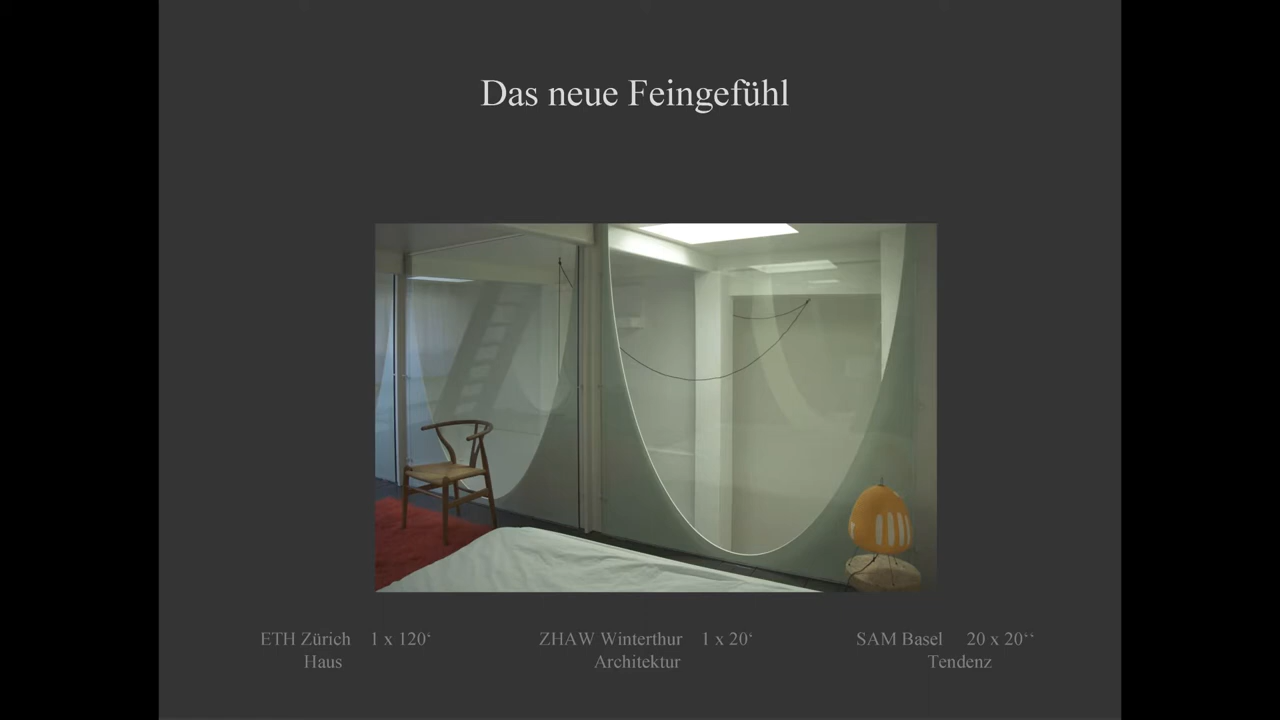 Das neue Feingefühl
ETH Zürich 1 x 120‘
Haus
ZHAW Winterthur 1 x 20‘
Architektur
SAM Basel 20 x 20‘‘
Tendenz